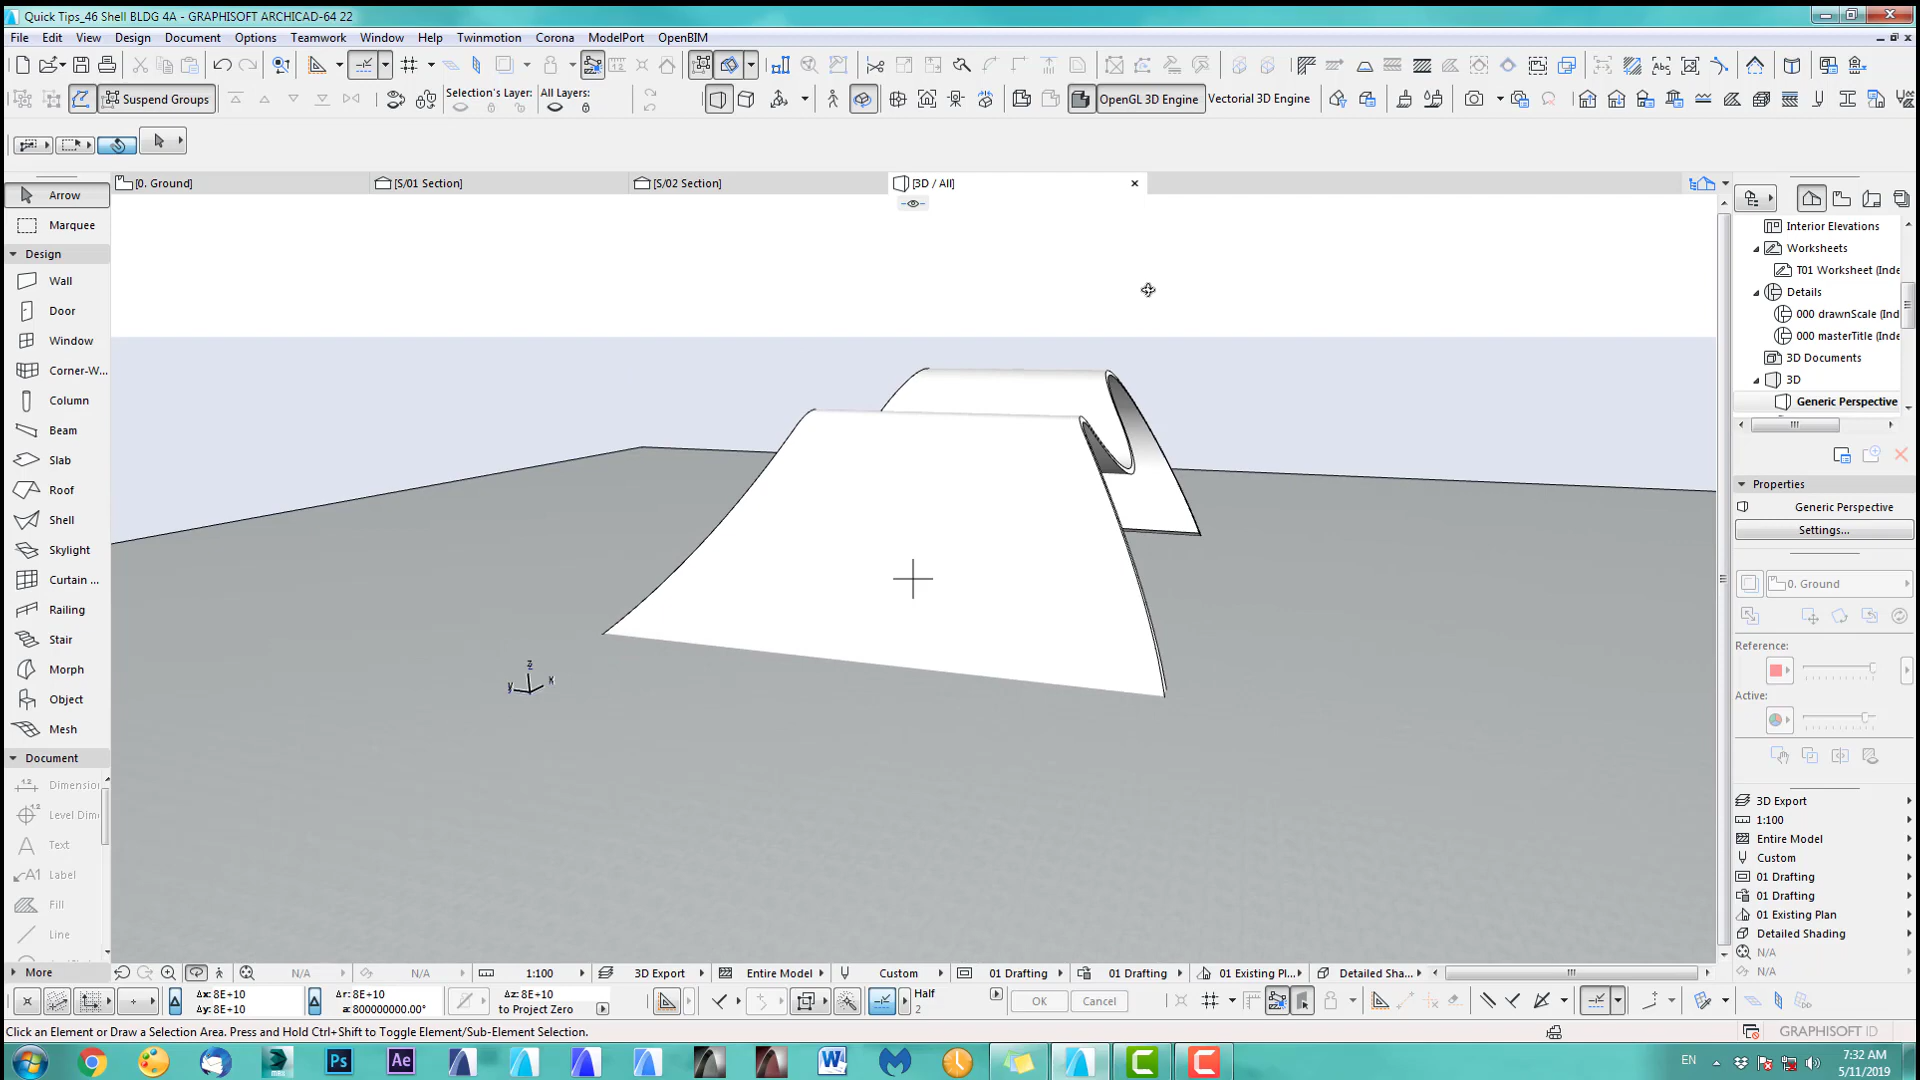 Quick Tips_46 Shell BLDG 4A - GRAPHISOFT ARCHICAD-64 22
File Edit View Design Document Options Teamwork Window Help Twinmotion Corona ModelPort OpenBIM
Suspend Groups
Selection's Layer:
All Layers:
OpenGL 3D Engine
Vectorial 3D Engine
[0. Ground]
[S/01 Section]
[S/02 Section]
[3D / All]
Arrow
Marquee
Design
Wall
Door
Window
Corner-W...
Column
Beam
Slab
Roof
Shell
Skylight
Curtain ...
Railing
Stair
Morph
Object
Mesh
Document
Dimension
Level Dim
Text
Label
Fill
Line
More
z
y
x
Interior Elevations
Worksheets
T01 Worksheet (Inde
Details
000 drawnScale (Ind
000 masterTitle (Inde
3D Documents
3D
Generic Perspective
Properties
Generic Perspective
Settings...
0. Ground
Reference:
Active:
3D Export
1:100
Entire Model
Custom
01 Drafting
01 Drafting
01 Existing Plan
Detailed Shading
N/A
N/A
N/A N/A 1:100 3D Export Entire Model Custom 01 Drafting 01 Drafting 01 Existing Pl... Detailed Sha...
Δx: 8E+10
Δy: 8E+10
Δr: 8E+10
a: 800000000.00°
Δz: 8E+10
to Project Zero
Half
2
OK
Cancel
Click an Element or Draw a Selection Area. Press and Hold Ctrl+Shift to Toggle Element/Sub-Element Selection.
GRAPHISOFT ID
Ps
Ae
EN
7:32 AM
5/11/2019